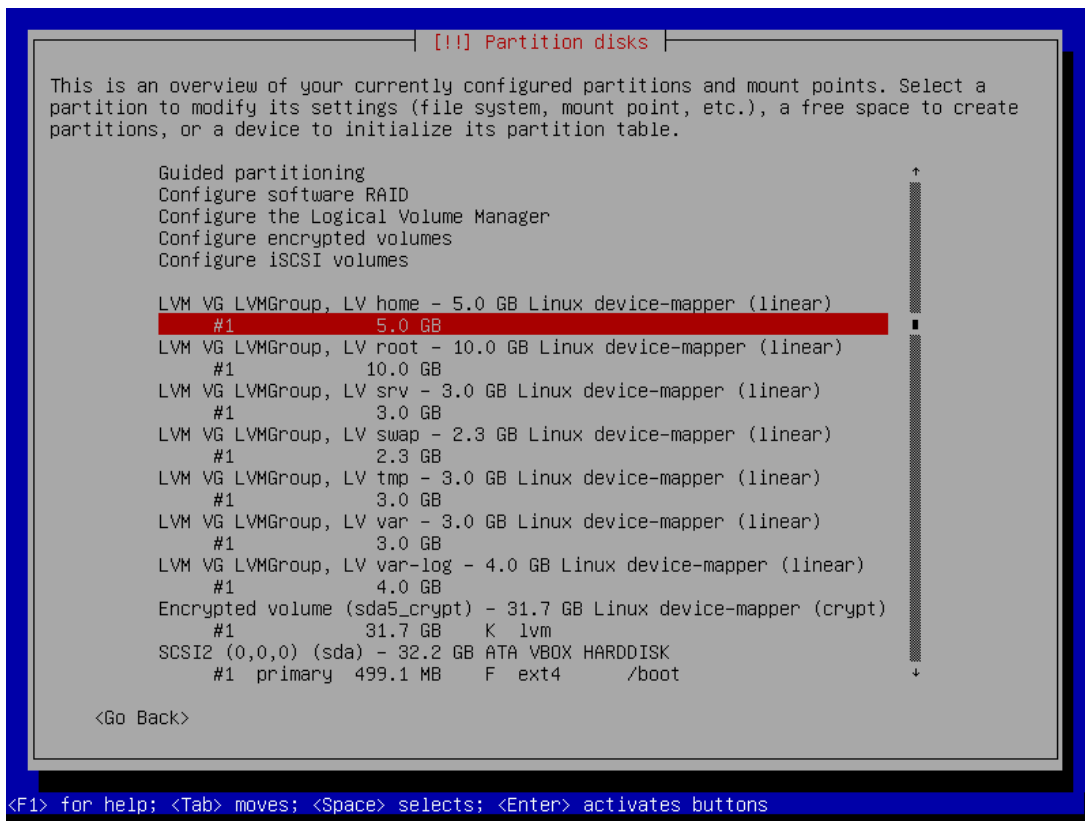 [!!] Partition disks
This is an overview of your currently configured partitions and mount points. Select a
partition to modify its settings (file system, mount point, etc.), a free space to create
partitions, or a device to initialize its partition table.
Guided partitioning
Configure software RAID
Configure the Logical Volume Manager
Configure encrypted volumes
Configure iSCSI volumes
LVM VG LVMGroup, LV home - 5.0 GB Linux device-mapper (linear)
#1 5.0 GB
LVM VG LVMGroup, LV root - 10.0 GB Linux device-mapper (linear)
#1 10.0 GB
LVM VG LVMGroup, LV srv - 3.0 GB Linux device-mapper (linear)
#1 3.0 GB
LVM VG LVMGroup, LV swap - 2.3 GB Linux device-mapper (linear)
#1 2.3 GB
LVM VG LVMGroup, LV tmp - 3.0 GB Linux device-mapper (linear)
#1 3.0 GB
LVM VG LVMGroup, LV var - 3.0 GB Linux device-mapper (linear)
#1 3.0 GB
LVM VG LVMGroup, LV var-log - 4.0 GB Linux device-mapper (linear)
#1 4.0 GB
Encrypted volume (sda5_crypt) - 31.7 GB Linux device-mapper (crypt)
#1 31.7 GB K lvm
SCSI2 (0,0,0) (sda) - 32.2 GB ATA VBOX HARDDISK
#1 primary 499.1 MB F ext4 /boot
<Go Back>
<F1> for help; <Tab> moves; <Space> selects; <Enter> activates buttons